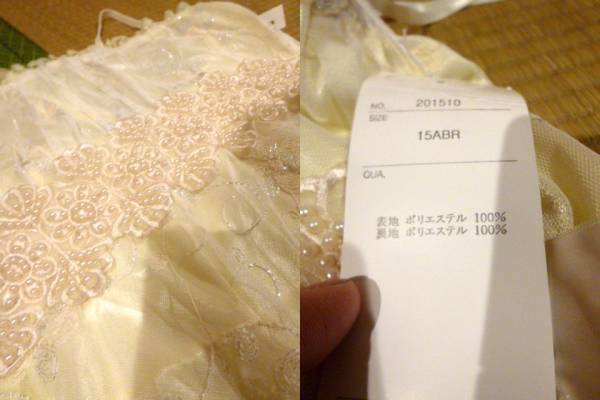 NO. 201510
SIZE
15ABR
QUA.
表地 ポリエステル 100%
裏地 ポリエステル 100%